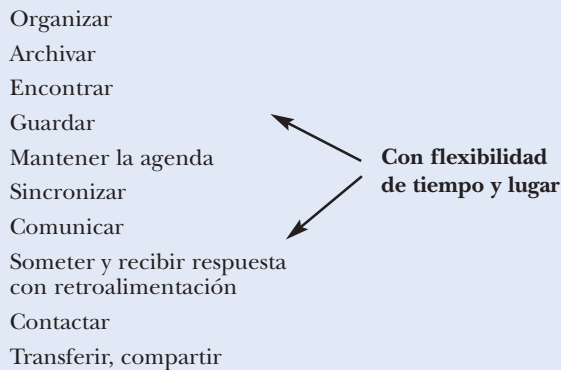 Organizar
Archivar
Encontrar
Guardar
Mantener la agenda
Sincronizar
Comunicar
Someter y recibir respuesta
con retroalimentación
Contactar
Transferir, compartir
Con flexibilidad
de tiempo y lugar